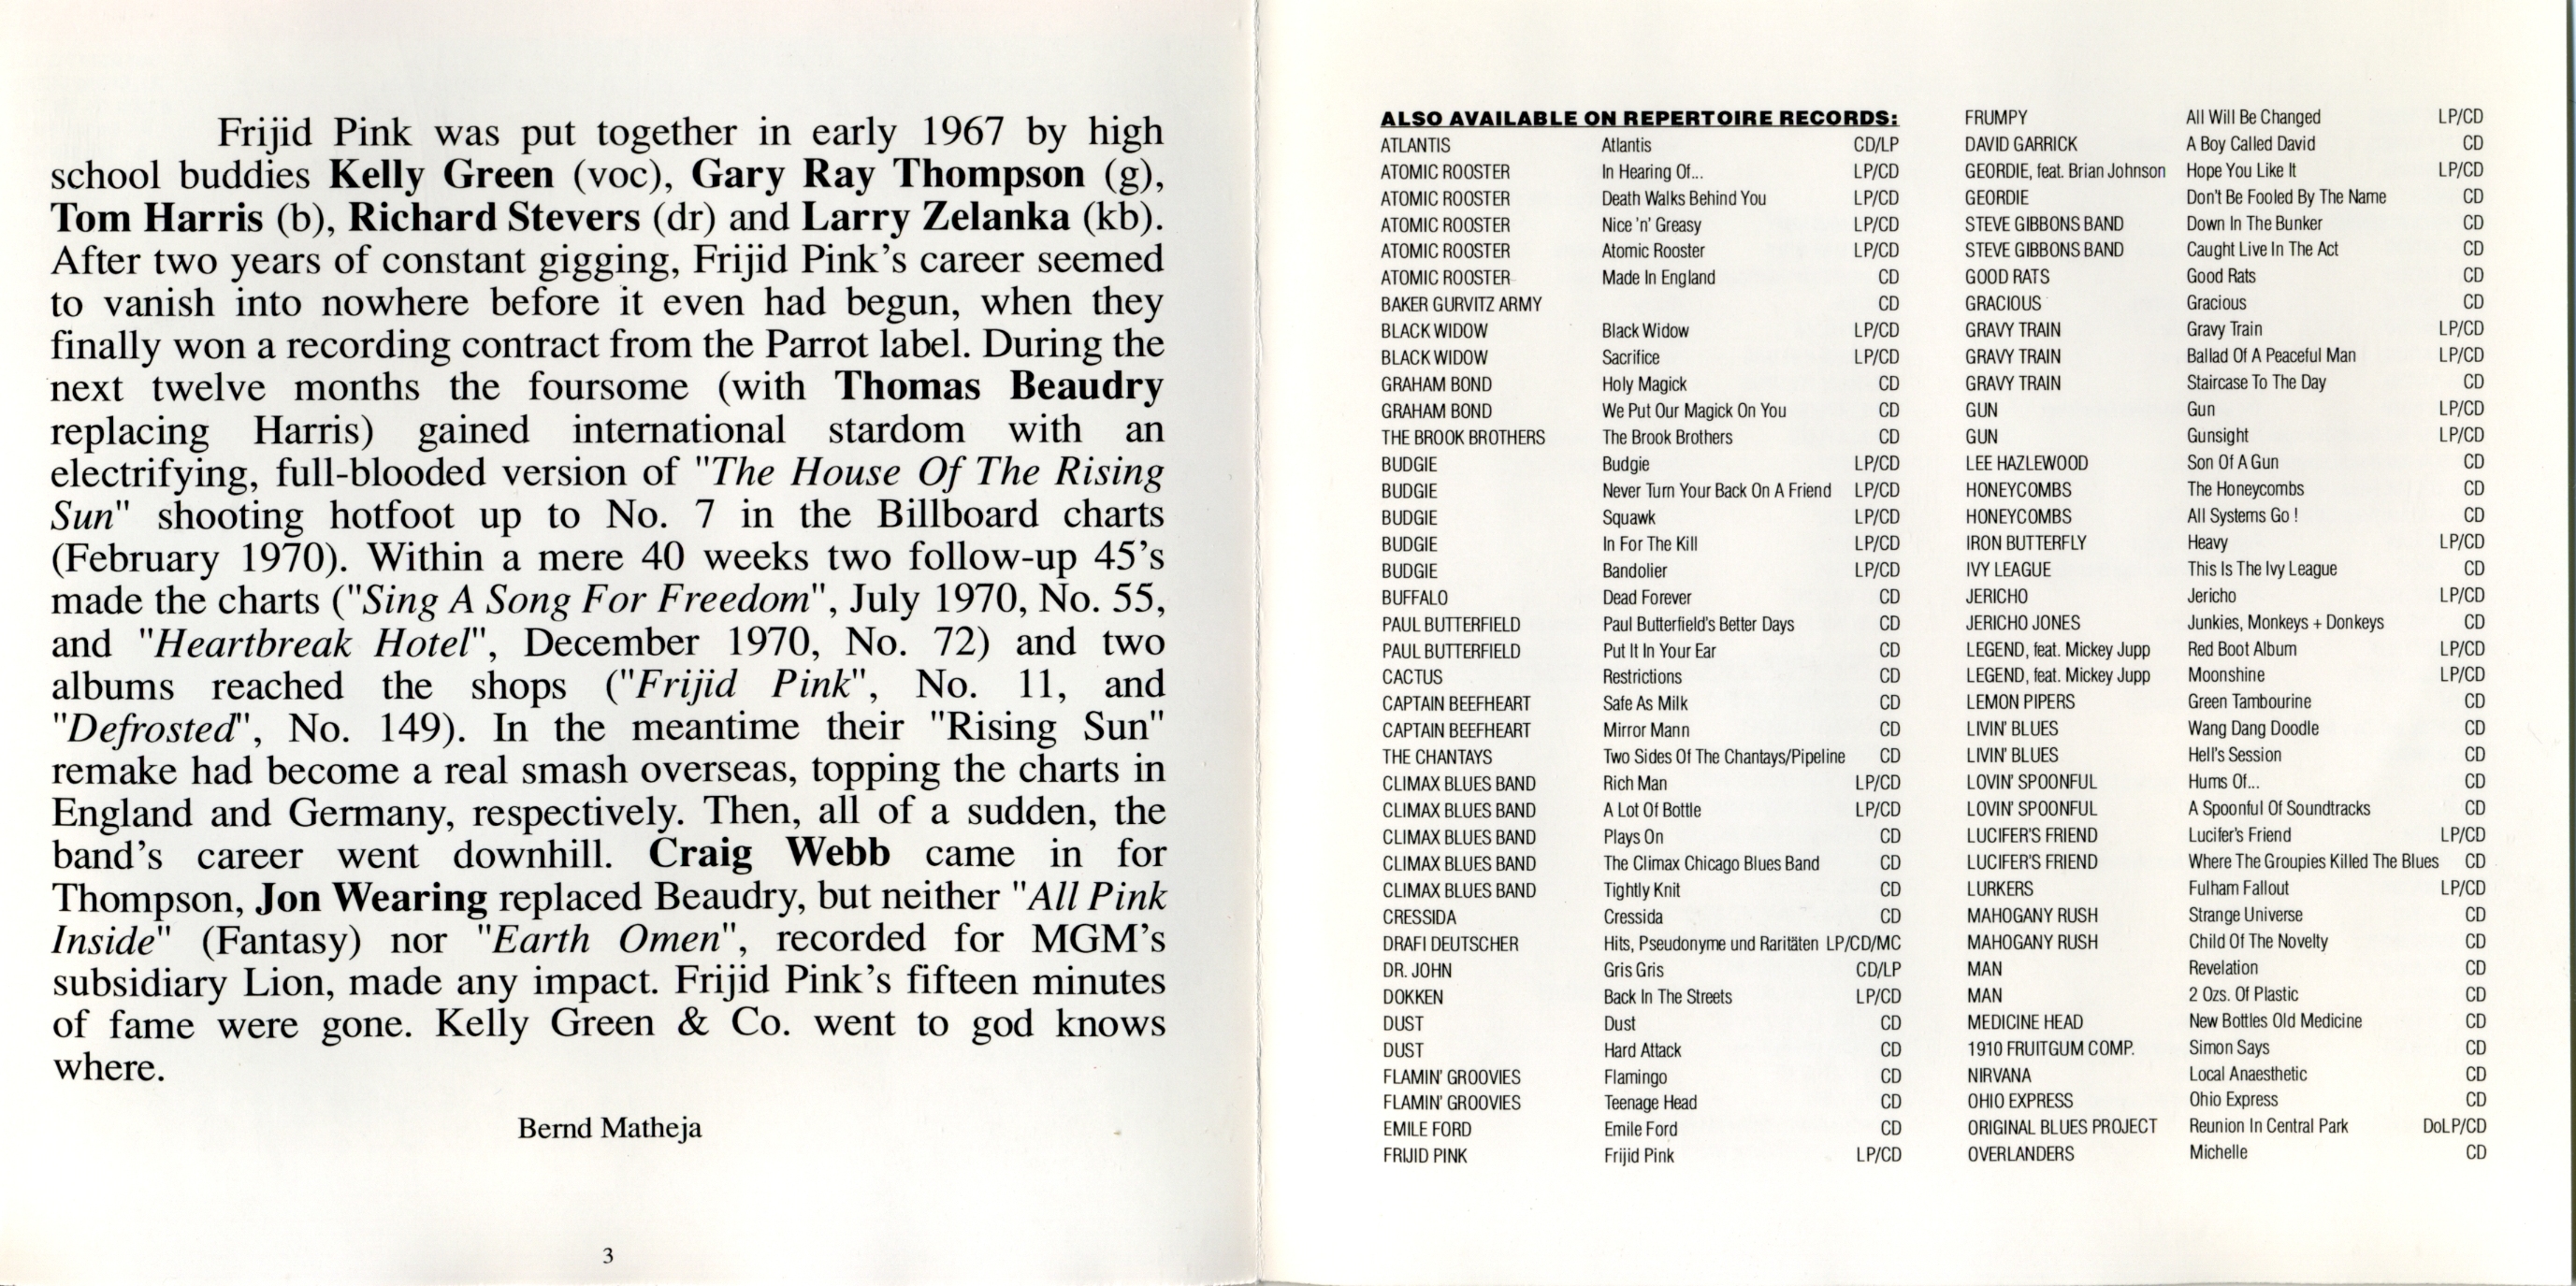 Frijid Pink was put together in early 1967 by high
school buddies Kelly Green (voc), Gary Ray Thompson (g),
Tom Harris (b), Richard Stevers (dr) and Larry Zelanka (kb).
After two years of constant gigging, Frijid Pink's career seemed
to vanish into nowhere before it even had begun, when they
finally won a recording contract from the Parrot label. During the
next twelve months the foursome (with Thomas Beaudry
replacing Harris) gained international stardom with an
electrifying, full-blooded version of "The House Of The Rising
Sun" shooting hotfoot up to No. 7 in the Billboard charts
(February 1970). Within a mere 40 weeks two follow-up 45's
made the charts ("Sing A Song For Freedom", July 1970, No. 55,
and "Heartbreak Hotel", December 1970, No. 72) and two
albums reached the shops ("Frijid Pink", No. 11, and
"Defrosted", No. 149). In the meantime their "Rising Sun"
remake had become a real smash overseas, topping the charts in
England and Germany, respectively. Then, all of a sudden, the
band's career went downhill. Craig Webb came in for
Thompson, Jon Wearing replaced Beaudry, but neither "All Pink
Inside" (Fantasy) nor "Earth Omen", recorded for MGM's
subsidiary Lion, made any impact. Frijid Pink's fifteen minutes
of fame were gone. Kelly Green & Co. went to god knows
where.
Bernd Matheja
3
ALSO AVAILABLE ON REPERTOIRE RECORDS:
ATLANTIS Atlantis CD/LP
ATOMIC ROOSTER In Hearing Of... LP/CD
ATOMIC ROOSTER Death Walks Behind You LP/CD
ATOMIC ROOSTER Nice 'n' Greasy LP/CD
ATOMIC ROOSTER Atomic Rooster LP/CD
ATOMIC ROOSTER Made In England CD
BAKER GURVITZ ARMY CD
BLACK WIDOW Black Widow LP/CD
BLACK WIDOW Sacrifice LP/CD
GRAHAM BOND Holy Magick CD
GRAHAM BOND We Put Our Magick On You CD
THE BROOK BROTHERS The Brook Brothers CD
BUDGIE Budgie LP/CD
BUDGIE Never Turn Your Back On A Friend LP/CD
BUDGIE Squawk LP/CD
BUDGIE In For The Kill LP/CD
BUDGIE Bandolier LP/CD
BUFFALO Dead Forever CD
PAUL BUTTERFIELD Paul Butterfield's Better Days CD
PAUL BUTTERFIELD Put It In Your Ear CD
CACTUS Restrictions CD
CAPTAIN BEEFHEART Safe As Milk CD
CAPTAIN BEEFHEART Mirror Mann CD
THE CHANTAYS Two Sides Of The Chantays/Pipeline CD
CLIMAX BLUES BAND Rich Man LP/CD
CLIMAX BLUES BAND A Lot Of Bottle LP/CD
CLIMAX BLUES BAND Plays On CD
CLIMAX BLUES BAND The Climax Chicago Blues Band CD
CLIMAX BLUES BAND Tightly Knit CD
CRESSIDA Cressida CD
DRAFI DEUTSCHER Hits, Pseudonyme und Raritäten LP/CD/MC
DR. JOHN Gris Gris CD/LP
DOKKEN Back In The Streets LP/CD
DUST Dust CD
DUST Hard Attack CD
FLAMIN' GROOVIES Flamingo CD
FLAMIN' GROOVIES Teenage Head CD
EMILE FORD Emile Ford CD
FRIJID PINK Frijid Pink LP/CD
FRUMPY All Will Be Changed LP/CD
DAVID GARRICK A Boy Called David CD
GEORDIE, feat. Brian Johnson Hope You Like It LP/CD
GEORDIE Don't Be Fooled By The Name CD
STEVE GIBBONS BAND Down In The Bunker CD
STEVE GIBBONS BAND Caught Live In The Act CD
GOOD RATS Good Rats CD
GRACIOUS Gracious CD
GRAVY TRAIN Gravy Train LP/CD
GRAVY TRAIN Ballad Of A Peaceful Man LP/CD
GRAVY TRAIN Staircase To The Day CD
GUN Gun LP/CD
GUN Gunsight LP/CD
LEE HAZLEWOOD Son Of A Gun CD
HONEYCOMBS The Honeycombs CD
HONEYCOMBS All Systems Go ! CD
IRON BUTTERFLY Heavy LP/CD
IVY LEAGUE This Is The Ivy League CD
JERICHO Jericho LP/CD
JERICHO JONES Junkies, Monkeys + Donkeys CD
LEGEND, feat. Mickey Jupp Red Boot Album LP/CD
LEGEND, feat. Mickey Jupp Moonshine LP/CD
LEMON PIPERS Green Tambourine CD
LIVIN' BLUES Wang Dang Doodle CD
LIVIN' BLUES Hell's Session CD
LOVIN' SPOONFUL Hums Of... CD
LOVIN' SPOONFUL A Spoonful Of Soundtracks CD
LUCIFER'S FRIEND Lucifer's Friend LP/CD
LUCIFER'S FRIEND Where The Groupies Killed The Blues CD
LURKERS Fulham Fallout LP/CD
MAHOGANY RUSH Strange Universe CD
MAHOGANY RUSH Child Of The Novelty CD
MAN Revelation CD
MAN 2 Ozs. Of Plastic CD
MEDICINE HEAD New Bottles Old Medicine CD
1910 FRUITGUM COMP. Simon Says CD
NIRVANA Local Anaesthetic CD
OHIO EXPRESS Ohio Express CD
ORIGINAL BLUES PROJECT Reunion In Central Park DoLP/CD
OVERLANDERS Michelle CD